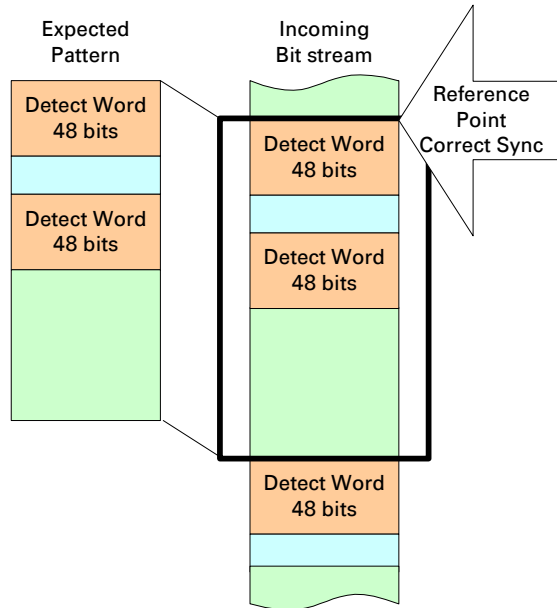 Expected
Pattern
Incoming
Bit stream
Detect Word
48 bits
Detect Word
48 bits
Detect Word
48 bits
Detect Word
48 bits
Detect Word
48 bits
Reference
Point
Correct Sync